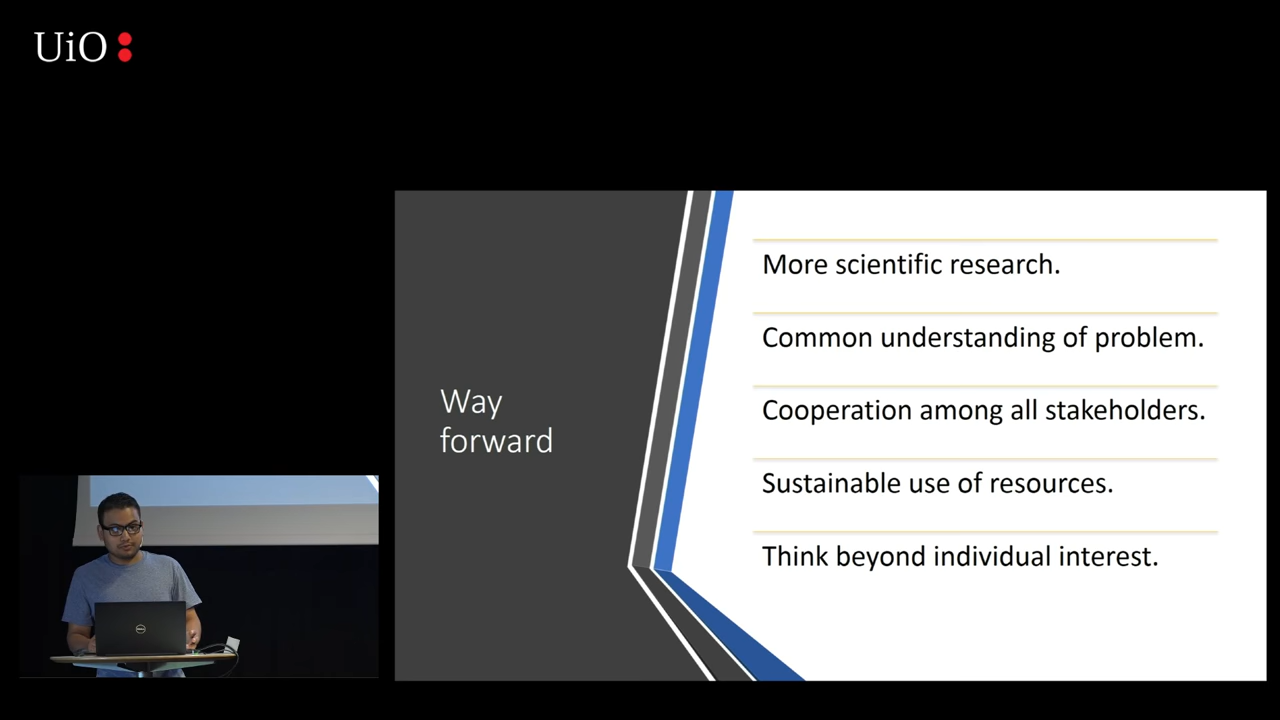 UiO
Way
forward
More scientific research.
Common understanding of problem.
Cooperation among all stakeholders.
Sustainable use of resources.
Think beyond individual interest.